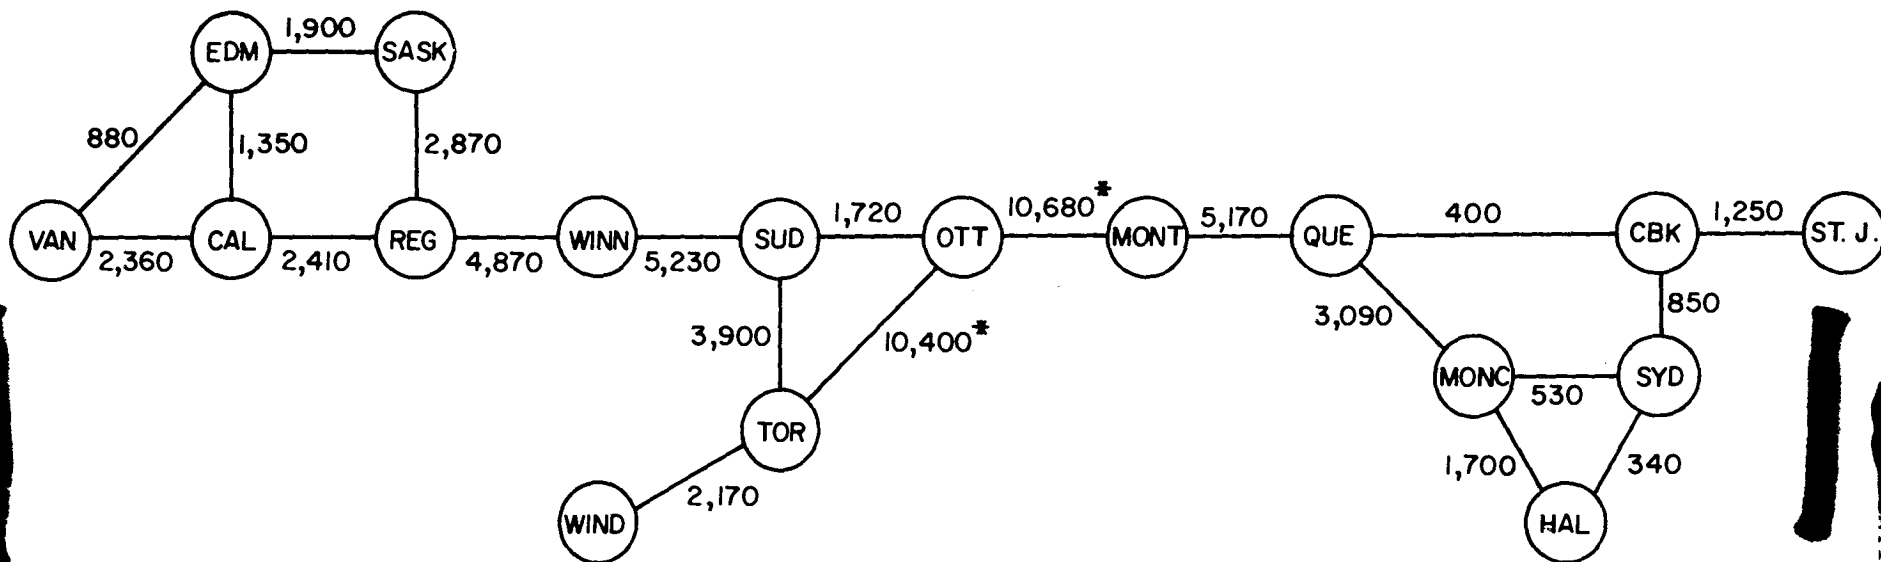 1,900
EDM
SASK
880
1,350
2,870
VAN
CAL
REG
WINN
SUD
1,720
OTT
10,680*
MONT
5,170
QUE
400
CBK
1,250
ST. J.
2,360
2,410
4,870
5,230
3,900
10,400*
3,090
850
MONC
530
SYD
TOR
2,170
1,700
340
WIND
HAL